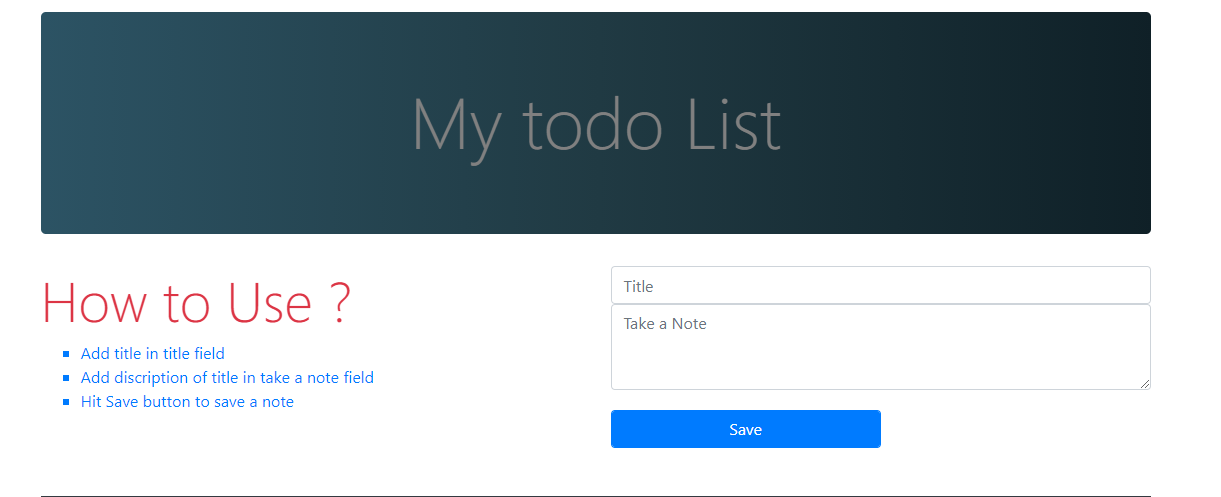 My todo List
How to Use ?
Add title in title field
Add discription of title in take a note field
Hit Save button to save a note
Title
Take a Note
Save